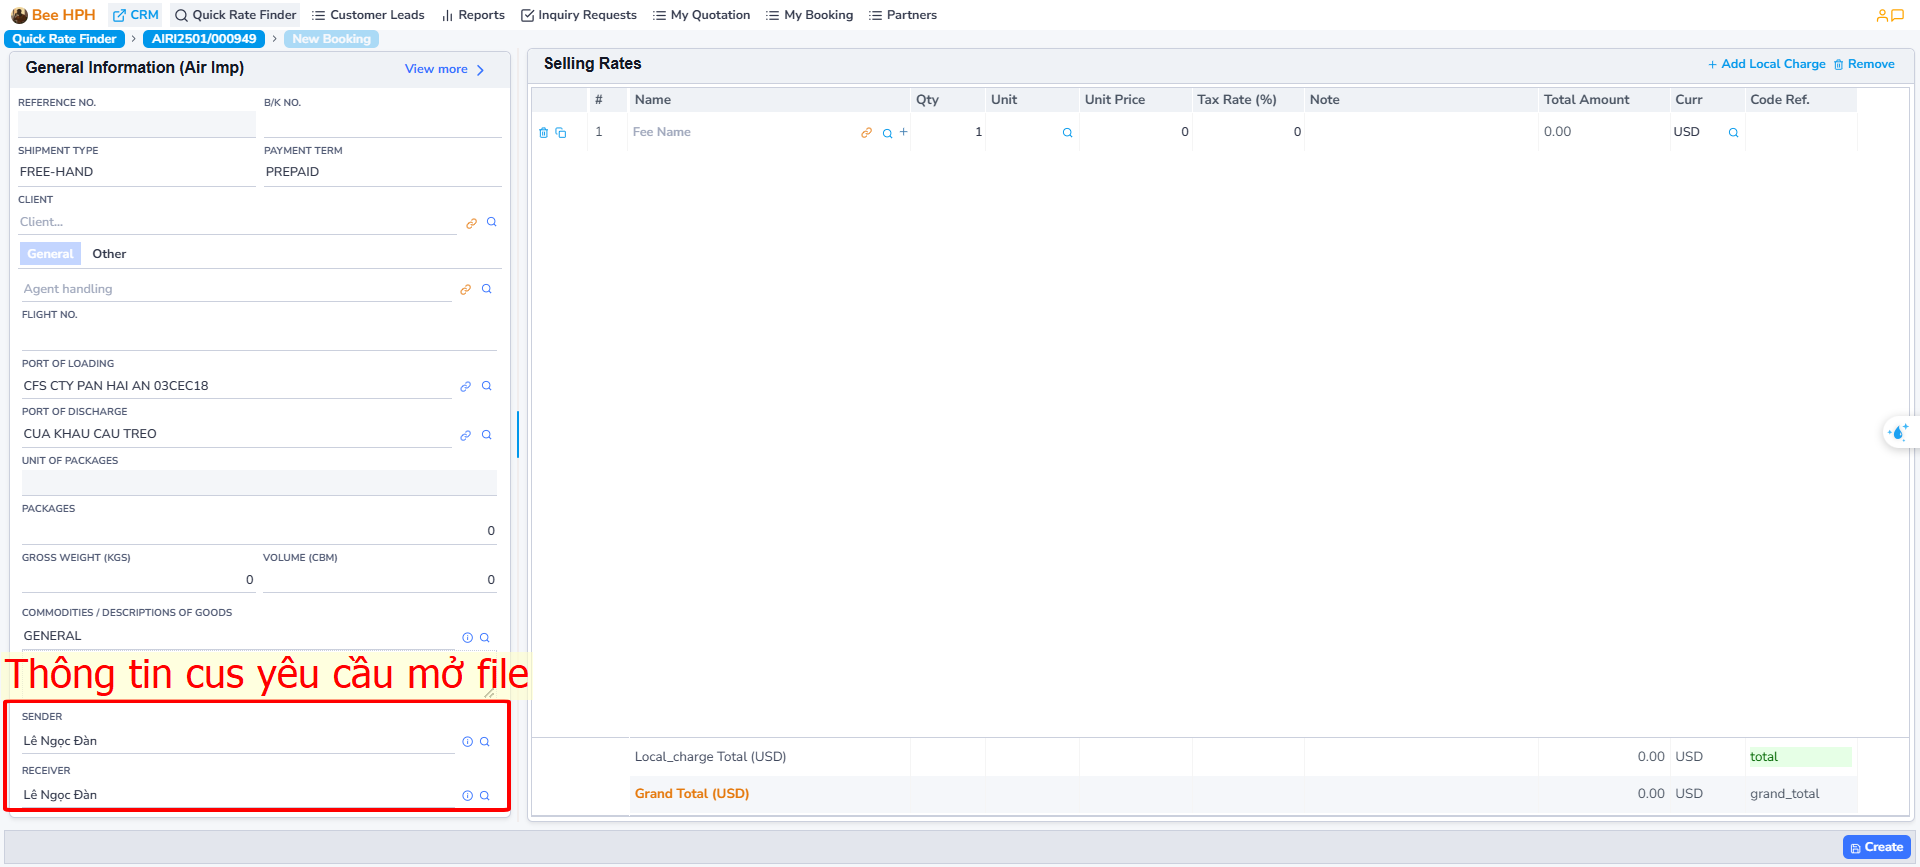 Bee HPH CRM Quick Rate Finder Customer Leads Reports Inquiry Requests My Quotation My Booking Partners
Quick Rate Finder > AIRI2501/000949 > New Booking
General Information (Air Imp) View more
REFERENCE NO. B/K NO.
SHIPMENT TYPE PAYMENT TERM
FREE-HAND PREPAID
CLIENT
Client...
General Other
Agent handling
FLIGHT NO.
PORT OF LOADING
CFS CTY PAN HAI AN 03CEC18
PORT OF DISCHARGE
CUA KHAU CAU TREO
UNIT OF PACKAGES
PACKAGES
0
GROSS WEIGHT (KGS) VOLUME (CBM)
0 0
COMMODITIES / DESCRIPTIONS OF GOODS
GENERAL
Thông tin cus yêu cầu mở file
SENDER
Lê Ngọc Đàn
RECEIVER
Lê Ngọc Đàn
Selling Rates + Add Local Charge Remove
# Name Qty Unit Unit Price Tax Rate (%) Note Total Amount Curr Code Ref.
1 Fee Name + 1 0 0 0.00 USD
Local_charge Total (USD) 0.00 USD total
Grand Total (USD) 0.00 USD grand_total
Create